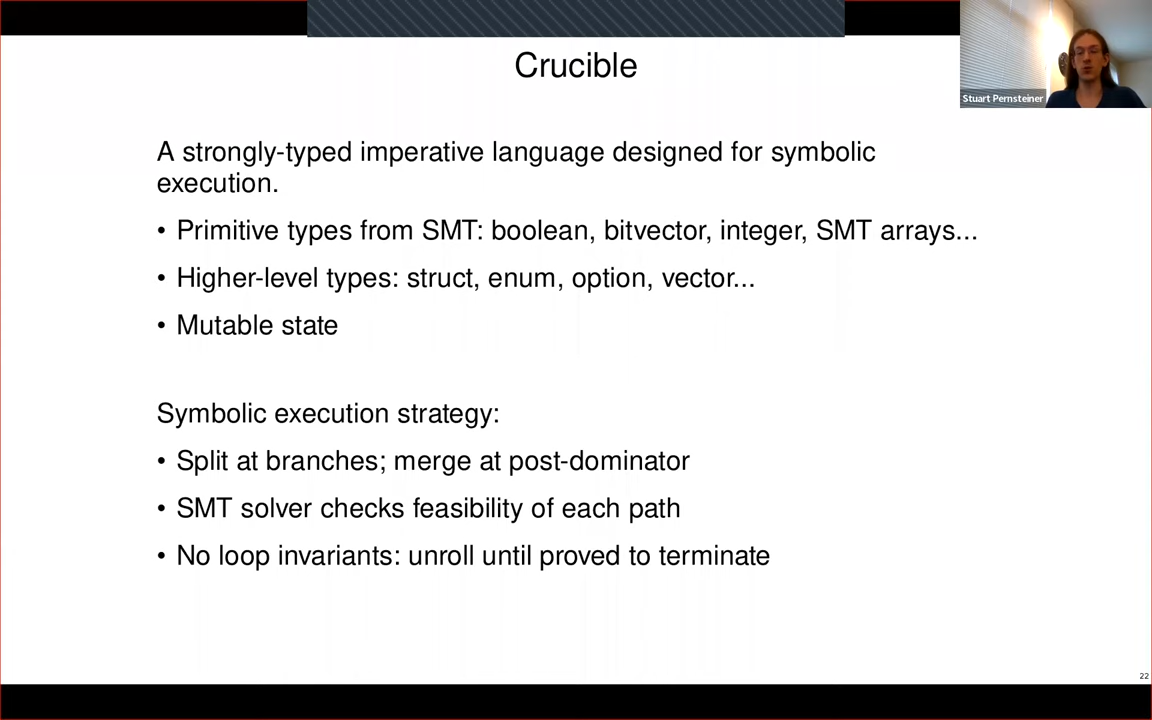 Crucible
Stuart Pernsteiner
A strongly-typed imperative language designed for symbolic
execution.
• Primitive types from SMT: boolean, bitvector, integer, SMT arrays...
• Higher-level types: struct, enum, option, vector...
• Mutable state
Symbolic execution strategy:
• Split at branches; merge at post-dominator
• SMT solver checks feasibility of each path
• No loop invariants: unroll until proved to terminate
22